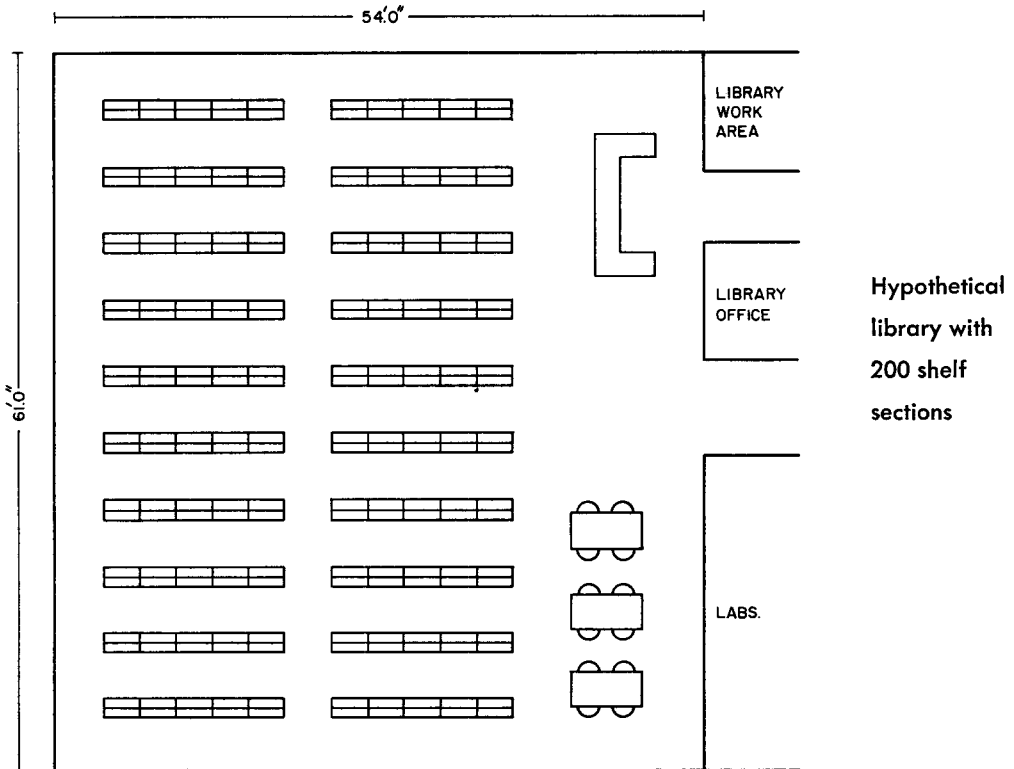 54'.0"
61'.0"
LIBRARY
WORK
AREA
LIBRARY
OFFICE
LABS.
Hypothetical
library with
200 shelf
sections